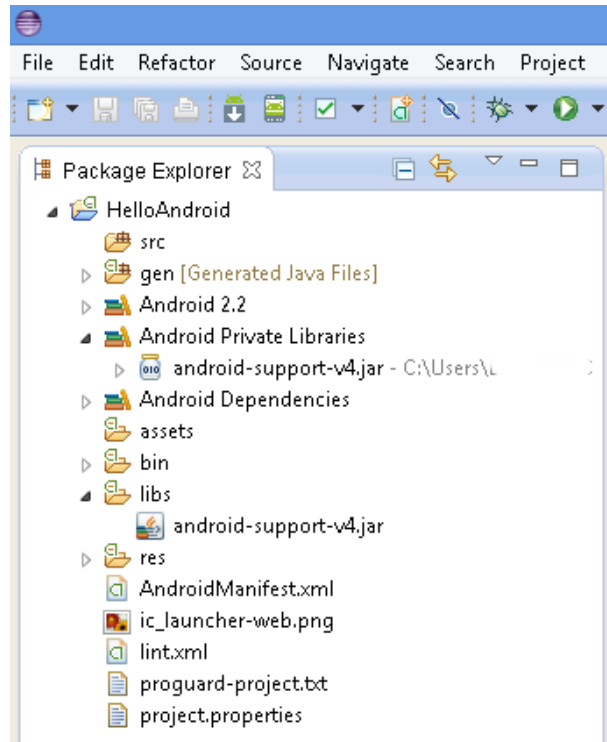 File Edit Refactor Source Navigate Search Project
Package Explorer
HelloAndroid
src
gen [Generated Java Files]
Android 2.2
Android Private Libraries
android-support-v4.jar - C:\Users\
Android Dependencies
assets
bin
libs
android-support-v4.jar
res
AndroidManifest.xml
ic_launcher-web.png
lint.xml
proguard-project.txt
project.properties